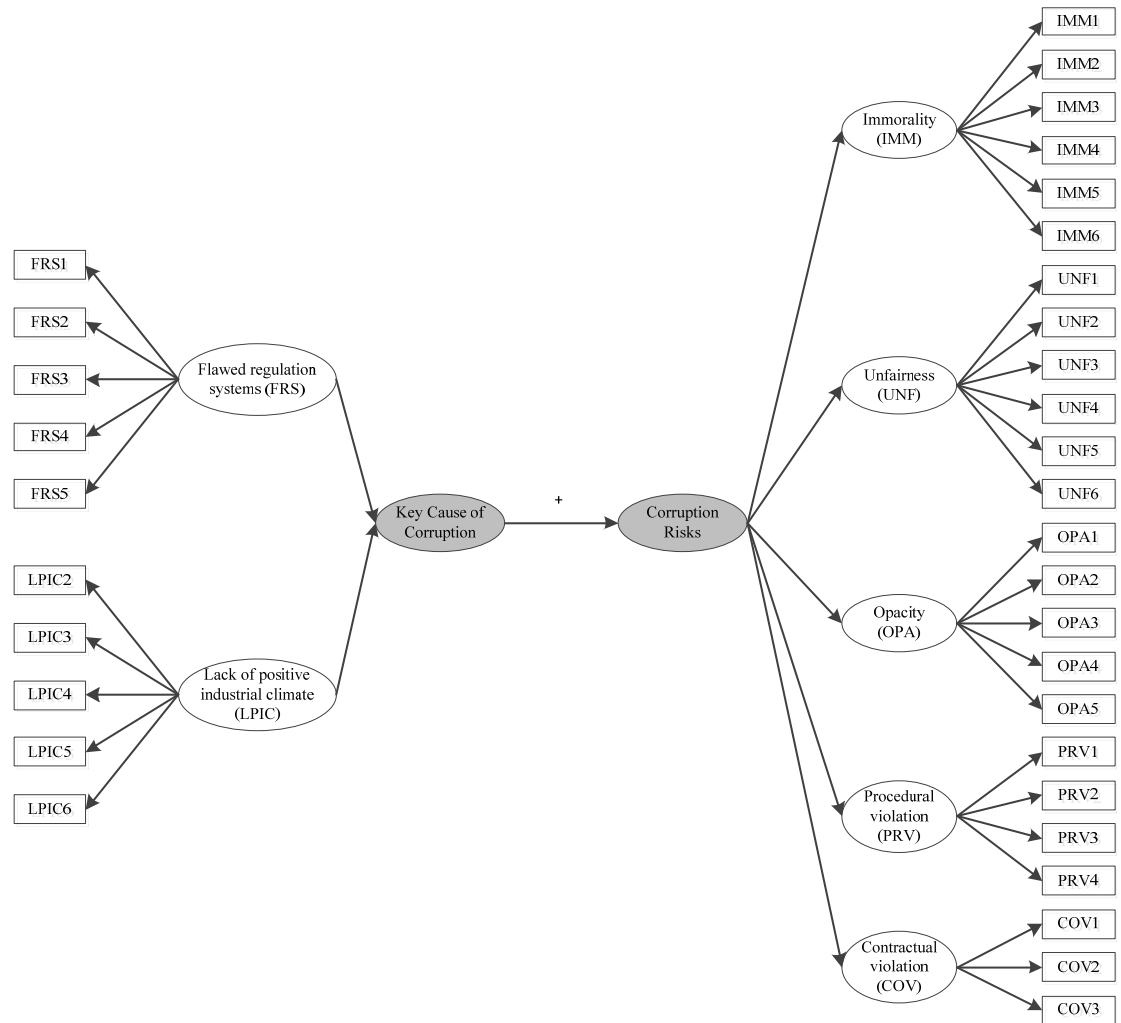 FRS1
FRS2
FRS3
FRS4
FRS5
LPIC2
LPIC3
LPIC4
LPIC5
LPIC6
Flawed regulation
systems (FRS)
Lack of positive
industrial climate
(LPIC)
Key Cause of
Corruption
+
Corruption
Risks
Immorality
(IMM)
Unfairness
(UNF)
Opacity
(OPA)
Procedural
violation
(PRV)
Contractual
violation
(COV)
IMM1
IMM2
IMM3
IMM4
IMM5
IMM6
UNF1
UNF2
UNF3
UNF4
UNF5
UNF6
OPA1
OPA2
OPA3
OPA4
OPA5
PRV1
PRV2
PRV3
PRV4
COV1
COV2
COV3